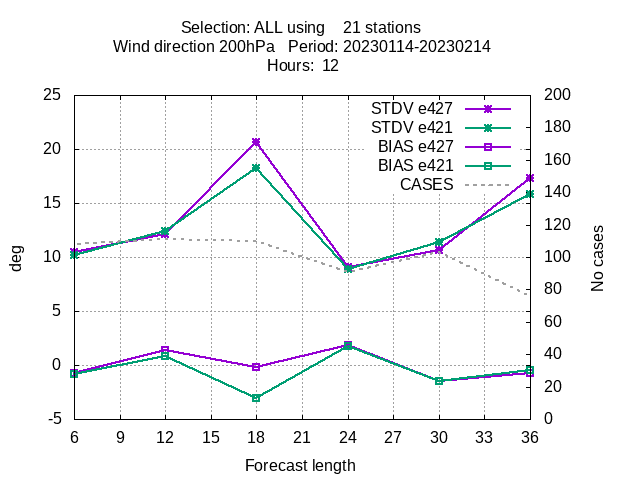 Selection: ALL using    21 stations
Wind direction 200hPa   Period: 20230114-20230214
Hours:  12
25 200
STDV e427
180
STDV e421
20 BIAS e427
160
BIAS e421
CASES
140
15
120
10 100
80
5
60
40
0
20
-5 0
6 9 12 15 18 21 24 27 30 33 36
deg
No cases
Forecast length